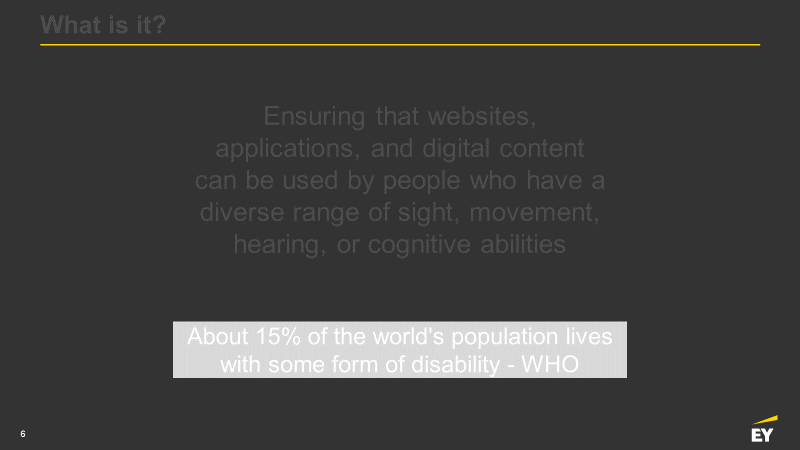 What is it?
Ensuring that websites,
applications, and digital content
can be used by people who have a
diverse range of sight, movement,
hearing, or cognitive abilities
About 15% of the world's population lives
with some form of disability - WHO
6
EY